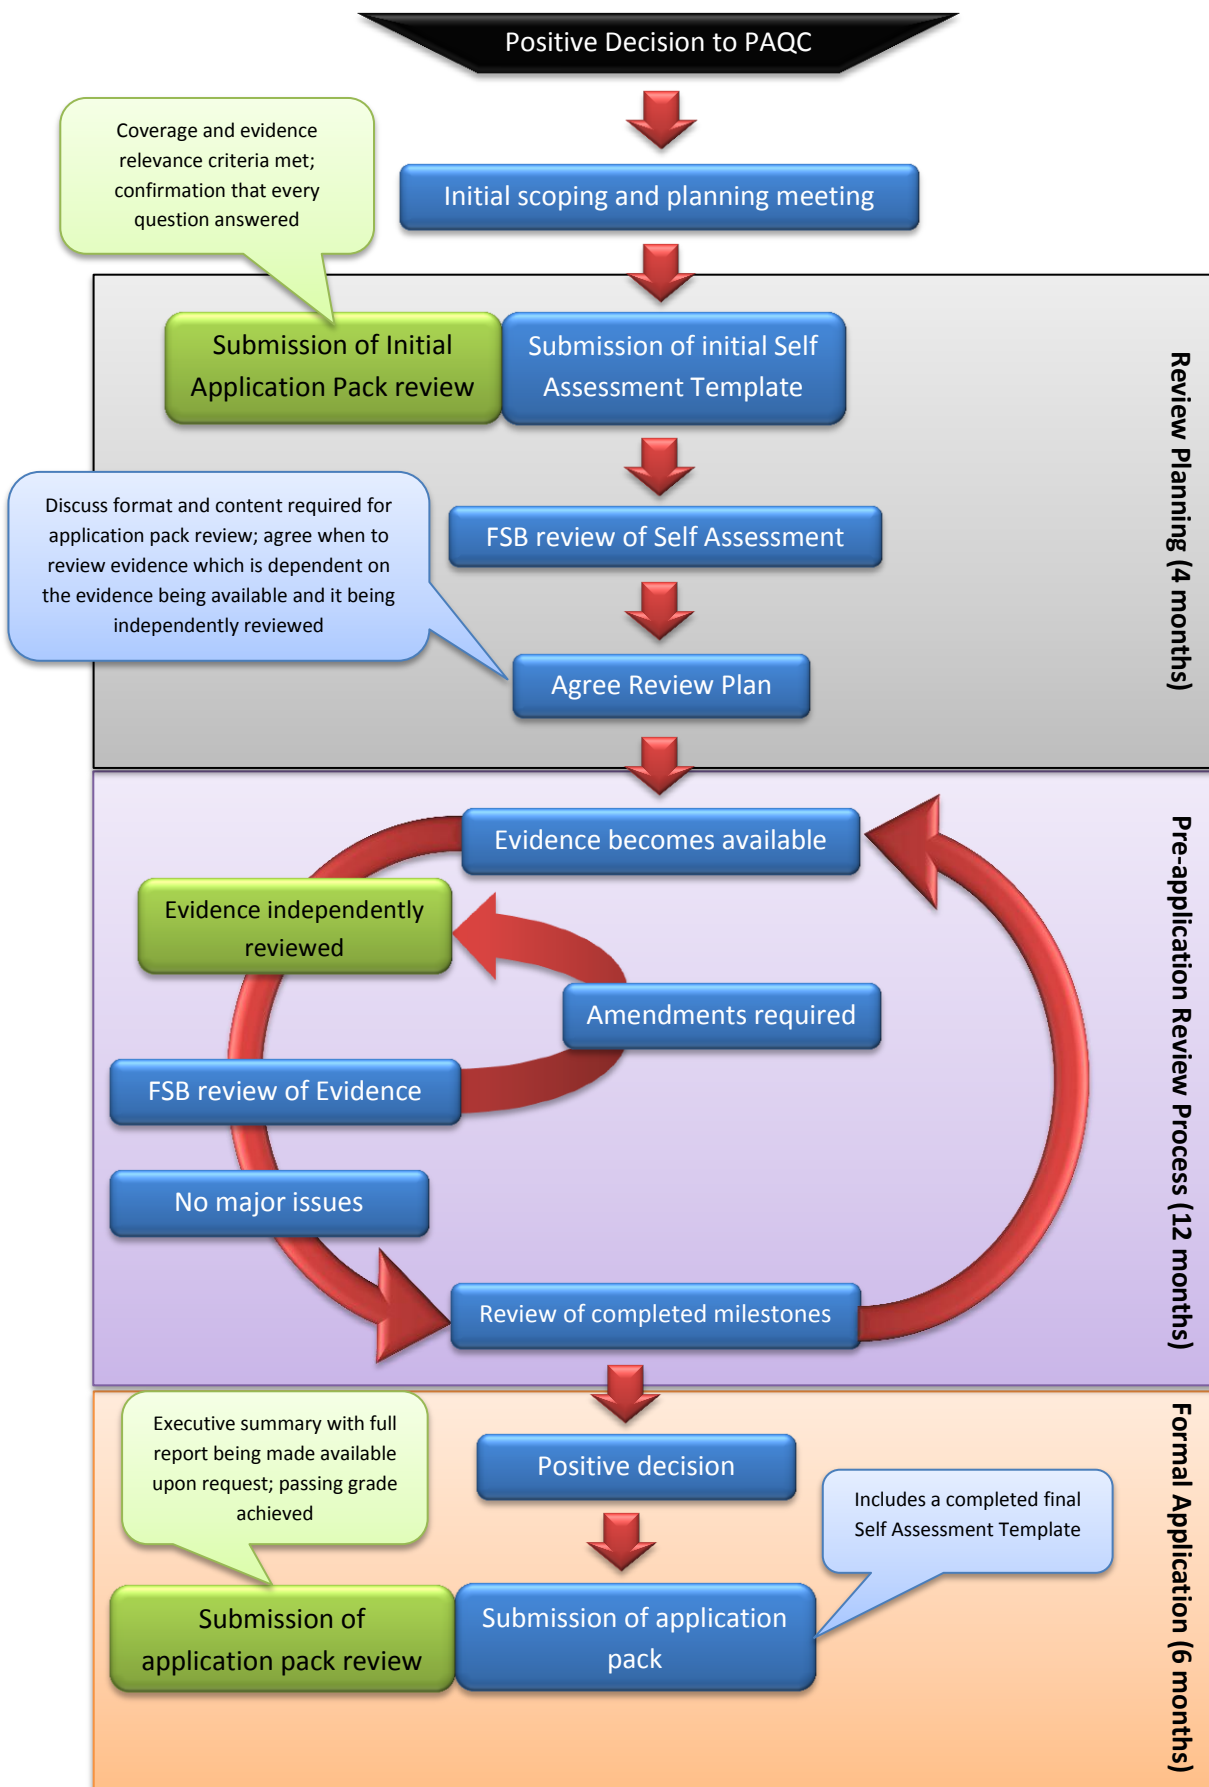 Positive Decision to PAQC
Coverage and evidence
relevance criteria met;
confirmation that every
question answered
Initial scoping and planning meeting
Review Planning (4 months)
Submission of Initial
Application Pack review
Submission of initial Self
Assessment Template
Discuss format and content required for
application pack review; agree when to
review evidence which is dependent on
the evidence being available and it being
independently reviewed
FSB review of Self Assessment
Agree Review Plan
Pre-application Review Process (12 months)
Evidence becomes available
Evidence independently
reviewed
Amendments required
FSB review of Evidence
No major issues
Review of completed milestones
Formal Application (6 months)
Executive summary with full
report being made available
upon request; passing grade
achieved
Positive decision
Includes a completed final
Self Assessment Template
Submission of
application pack review
Submission of application
pack